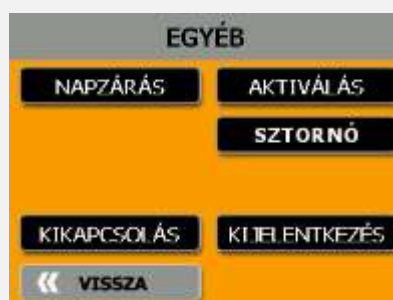 EGYÉB
NAPZÁRÁS AKTIVÁLÁS
SZTORNÓ
KIKAPCSOLÁS KIJELENTKEZÉS
« VISSZA